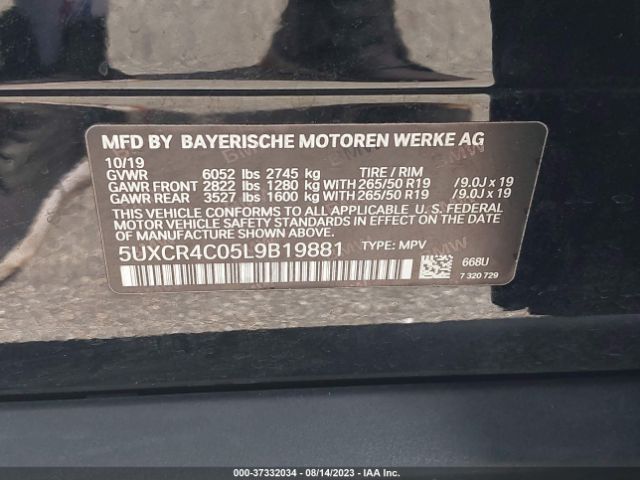 MFD BY BAYERISCHE MOTOREN WERKE AG
10/19
GVWR 6052 lbs 2745 kg TIRE / RIM
GAWR FRONT 2822 lbs 1280 kg WITH 265/50 R19 / 9.0J x 19
GAWR REAR 3527 lbs 1600 kg WITH 265/50 R19 / 9.0J x 19
THIS VEHICLE CONFORMS TO ALL APPLICABLE U. S. FEDERAL
MOTOR VEHICLE SAFETY STANDARDS IN EFFECT ON THE DATE
OF MANUFACTURE SHOWN ABOVE.
5UXCR4C05L9B19881 TYPE: MPV
668U
7 320 729
000-37332034 08/14/2023 IAA Inc.